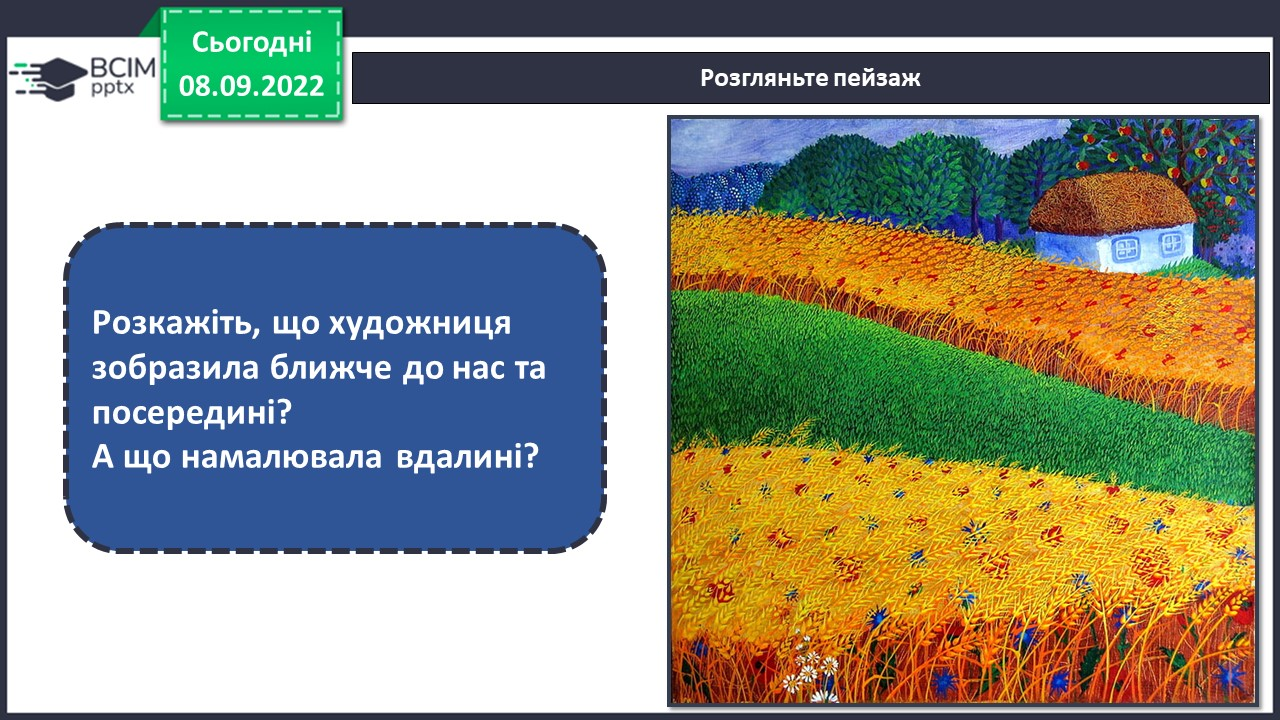 Сьогодні
08.09.2022
ВСІМ
pptx
Розгляньте пейзаж
Розкажіть, що художниця
зобразила ближче до нас та
посередині?
А що намалювала вдалині?